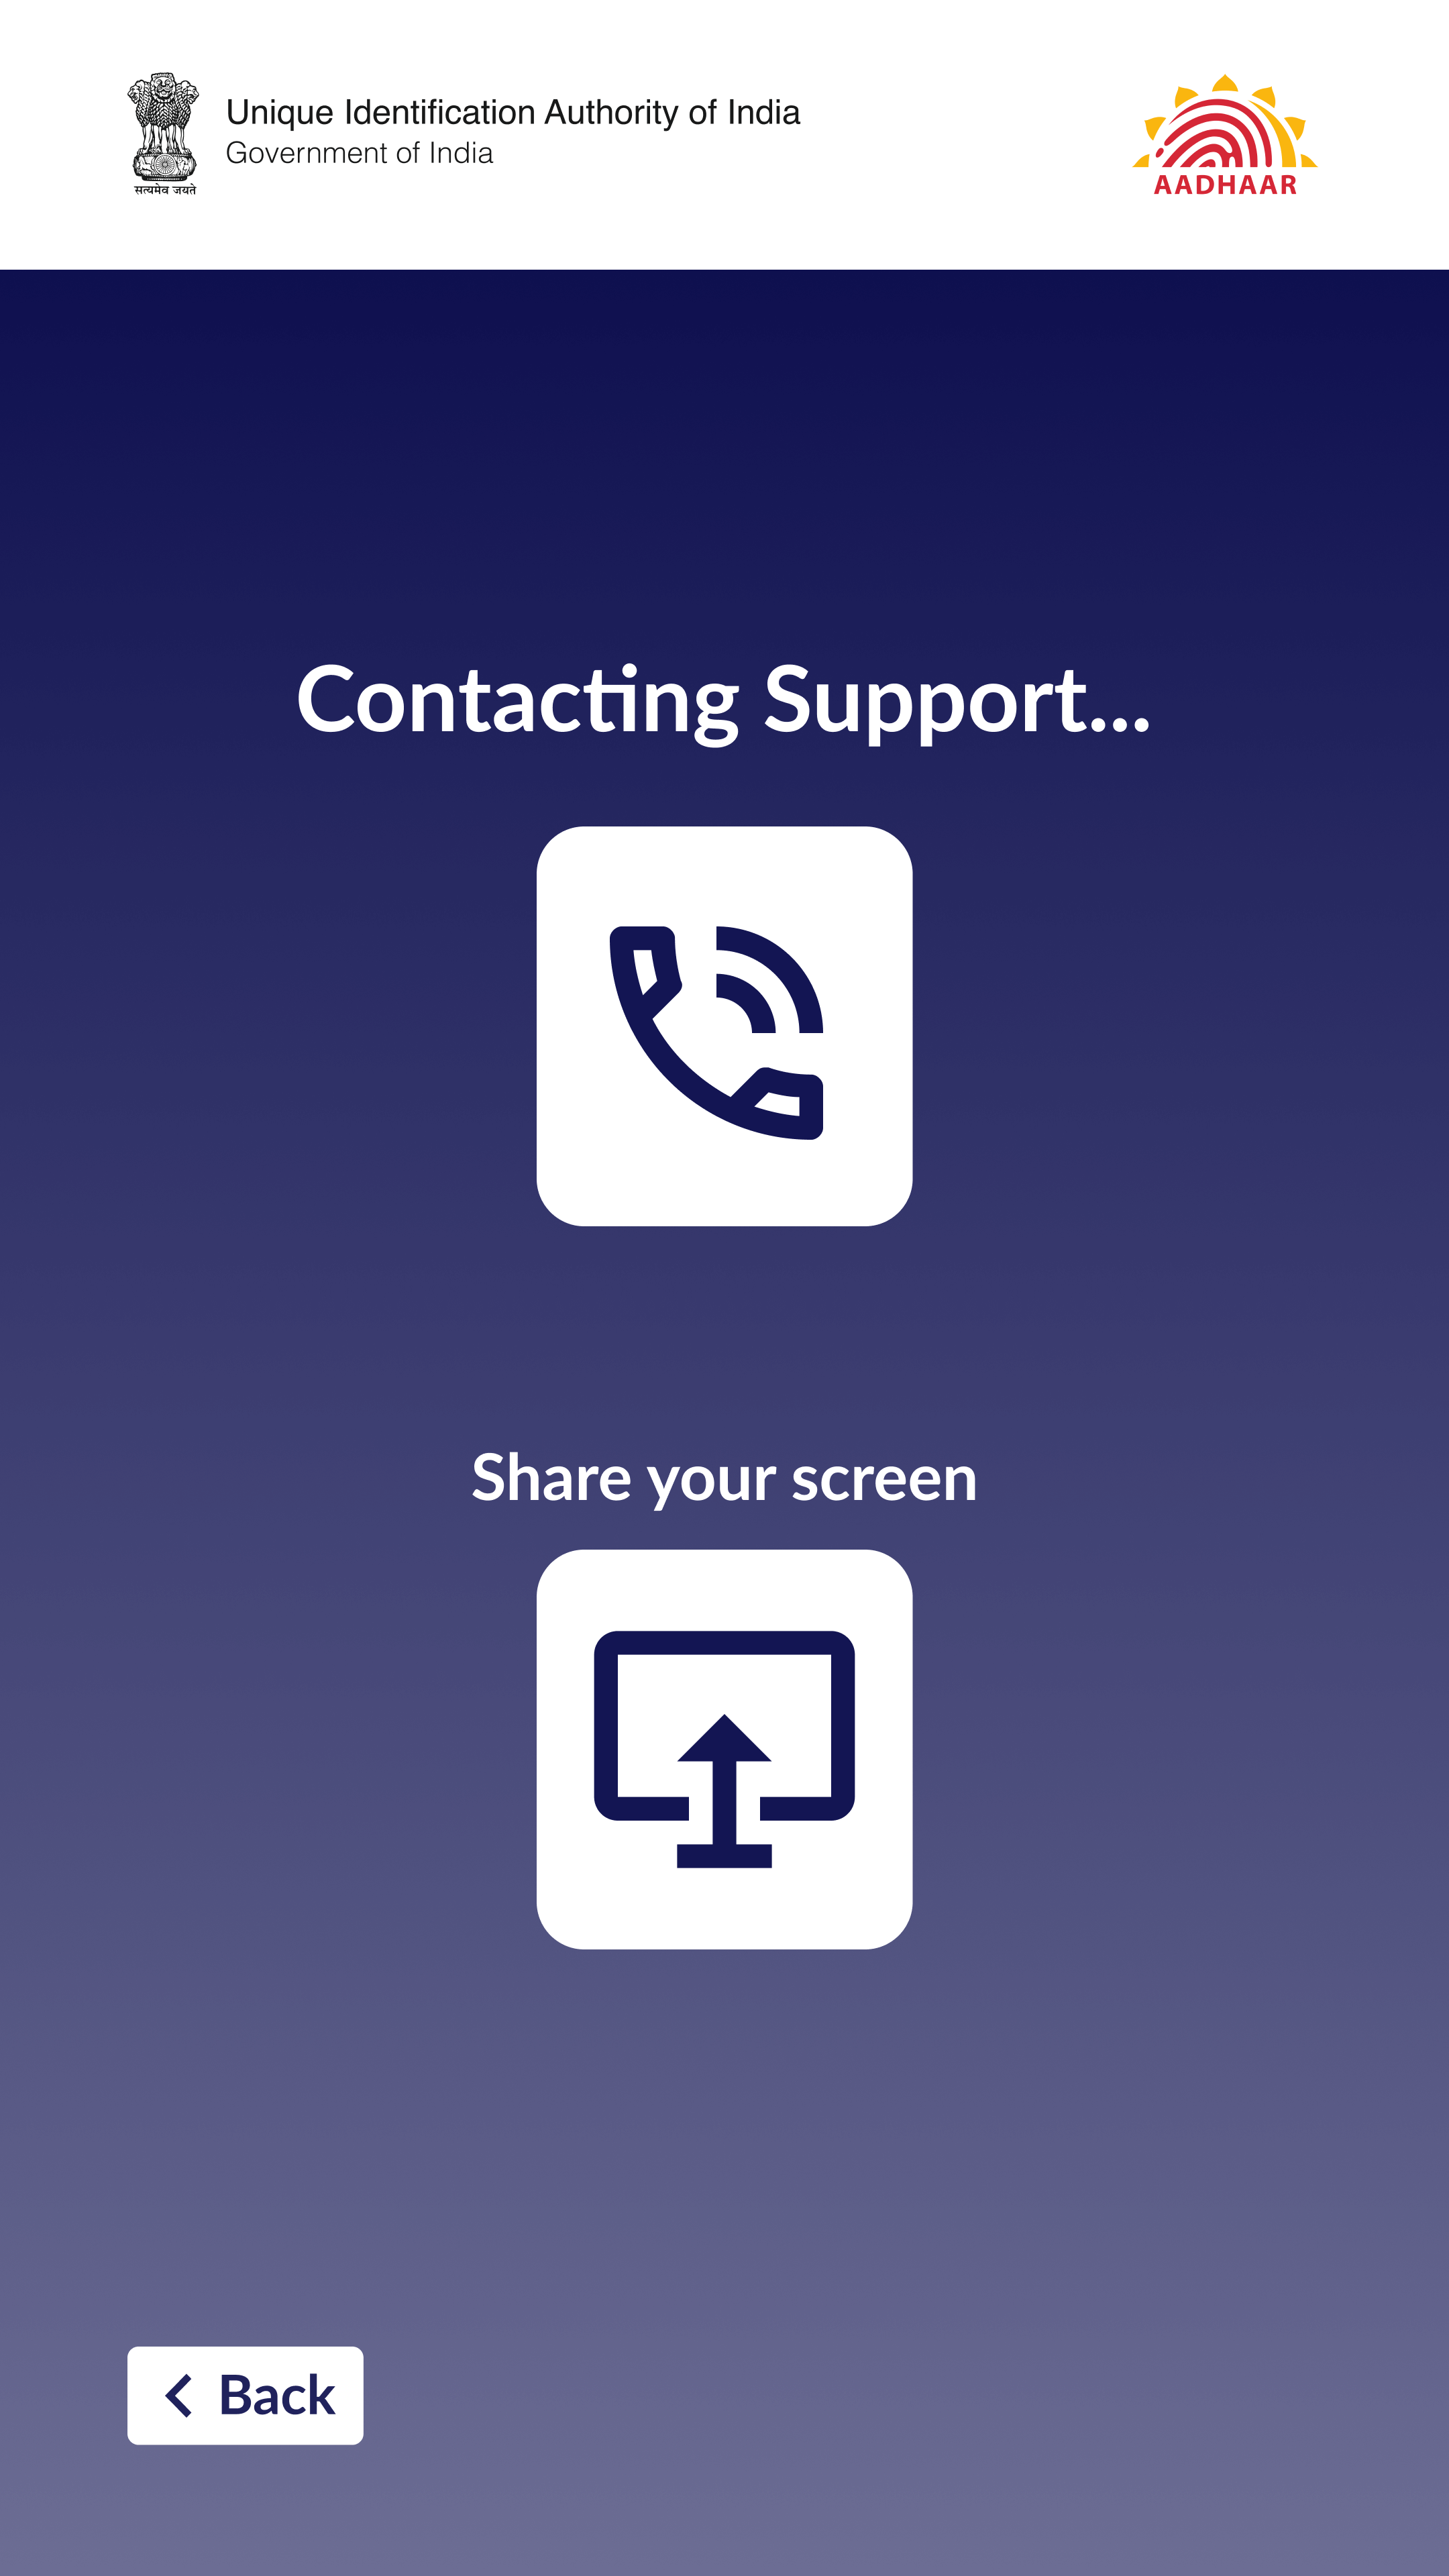 Unique Identification Authority of India
Government of India
सत्यमेव जयते
AADHAAR
Contacting Support...
Share your screen
Back